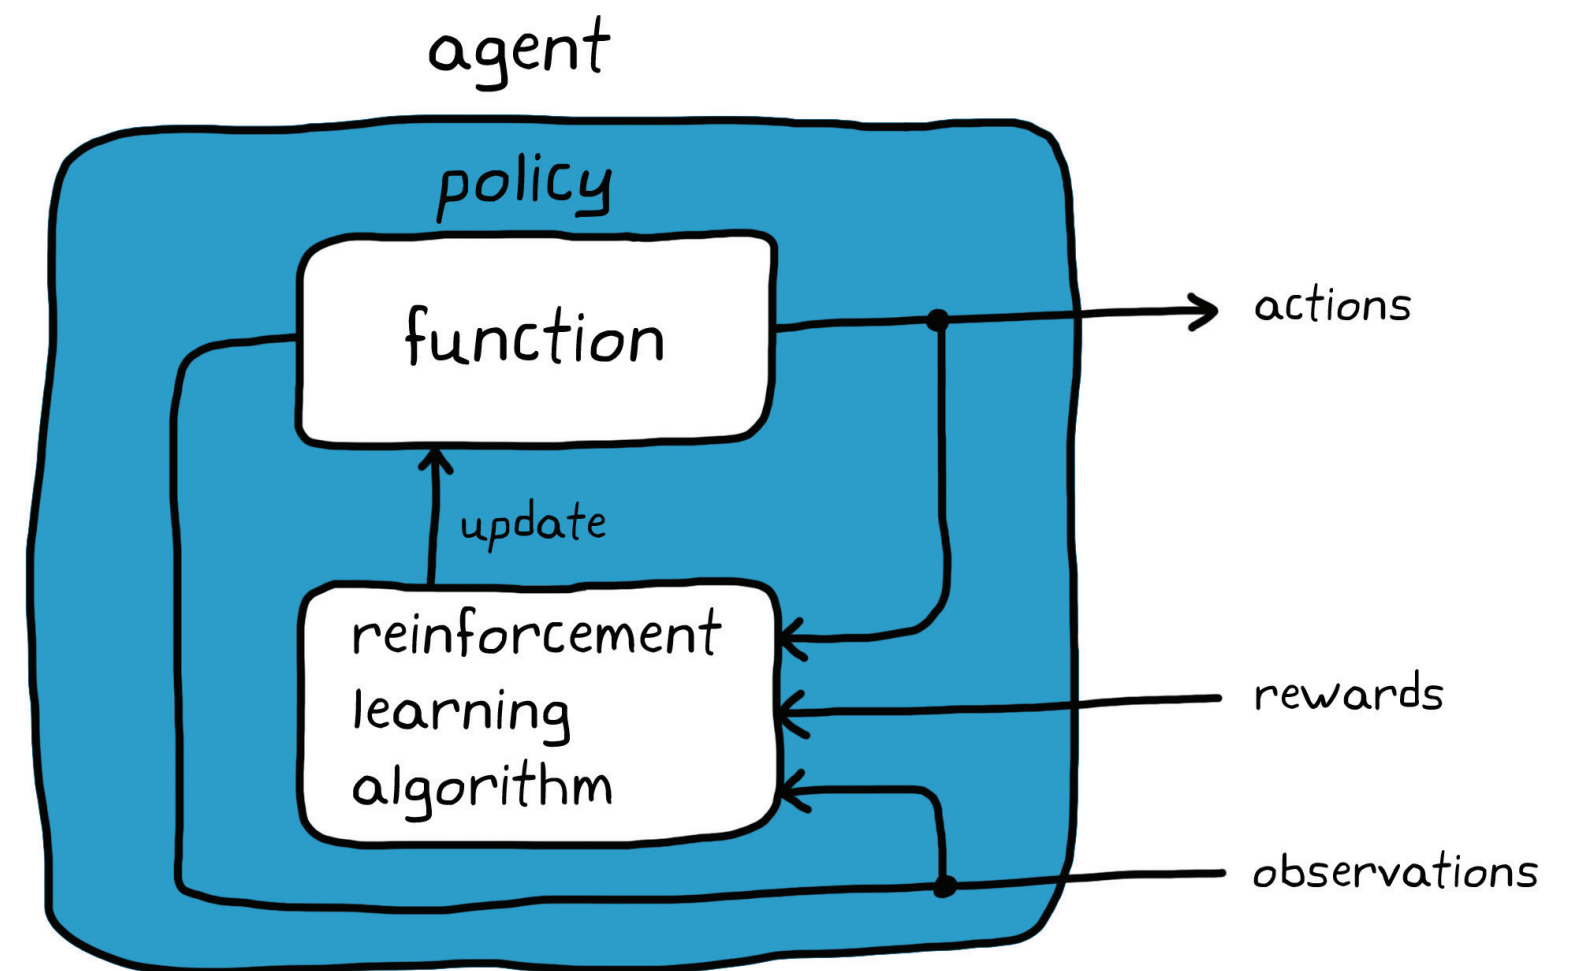 agent
policy
function
actions
update
reinforcement
learning
algorithm
rewards
observations